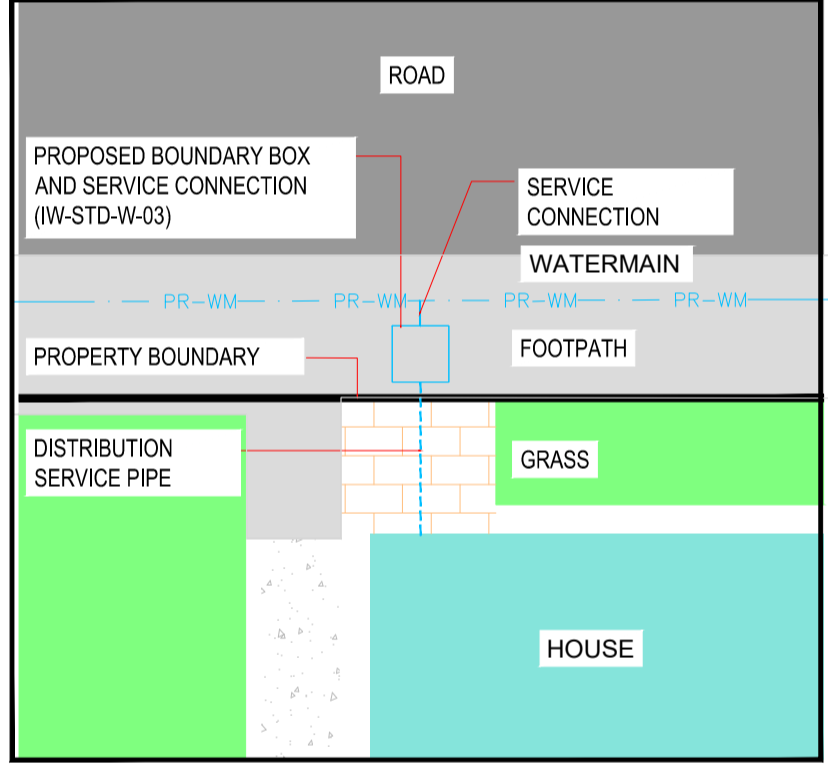 ROAD
PROPOSED BOUNDARY BOX
AND SERVICE CONNECTION
(IW-STD-W-03)
SERVICE
CONNECTION
WATERMAIN
PR-WM PR-WM PR-WM PR-WM
PROPERTY BOUNDARY
FOOTPATH
DISTRIBUTION
SERVICE PIPE
GRASS
HOUSE